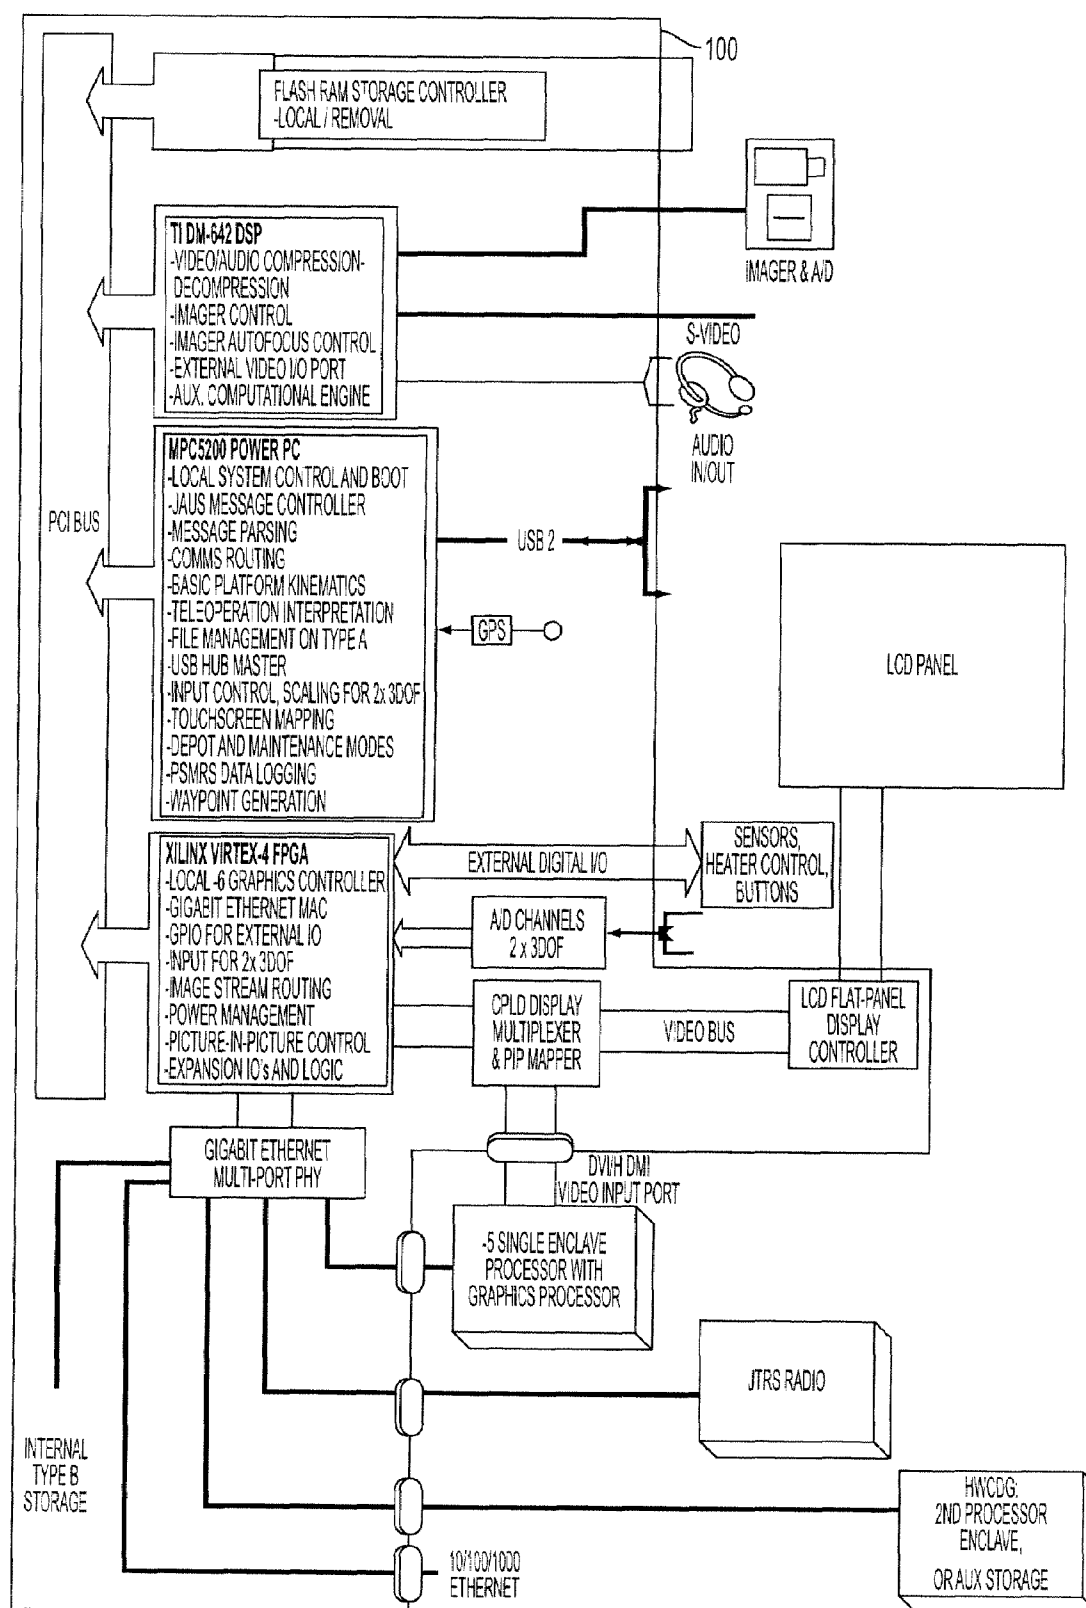 100
FLASH RAM STORAGE CONTROLLER
-LOCAL / REMOVAL
TI DM-642 DSP
-VIDEO/AUDIO COMPRESSION-
DECOMPRESSION
-IMAGER CONTROL
-IMAGER AUTOFOCUS CONTROL
-EXTERNAL VIDEO I/O PORT
-AUX. COMPUTATIONAL ENGINE
IMAGER & A/D
S-VIDEO
AUDIO
IN/OUT
PCI BUS
MPC5200 POWER PC
-LOCAL SYSTEM CONTROL AND BOOT
-JAUS MESSAGE CONTROLLER
-MESSAGE PARSING
-COMMS ROUTING
-BASIC PLATFORM KINEMATICS
-TELEOPERATION INTERPRETATION
-FILE MANAGEMENT ON TYPE A
-USB HUB MASTER
-INPUT CONTROL, SCALING FOR 2x 3DOF
-TOUCHSCREEN MAPPING
-DEPOT AND MAINTENANCE MODES
-PSMRS DATA LOGGING
-WAYPOINT GENERATION
USB 2
GPS
LCD PANEL
XILINX VIRTEX-4 FPGA
-LOCAL -6 GRAPHICS CONTROLLER
-GIGABIT ETHERNET MAC
-GPIO FOR EXTERNAL IO
-INPUT FOR 2x 3DOF
-IMAGE STREAM ROUTING
-POWER MANAGEMENT
-PICTURE-IN-PICTURE CONTROL
-EXPANSION IO's AND LOGIC
EXTERNAL DIGITAL I/O
SENSORS,
HEATER CONTROL,
BUTTONS
A/D CHANNELS
2 x 3DOF
CPLD DISPLAY
MULTIPLEXER
& PIP MAPPER
VIDEO BUS
LCD FLAT-PANEL
DISPLAY
CONTROLLER
GIGABIT ETHERNET
MULTI-PORT PHY
DVI/H DMI
VIDEO INPUT PORT
-5 SINGLE ENCLAVE
PROCESSOR WITH
GRAPHICS PROCESSOR
JTRS RADIO
INTERNAL
TYPE B
STORAGE
HWCDG:
2ND PROCESSOR
ENCLAVE,
OR AUX STORAGE
10/100/1000
ETHERNET